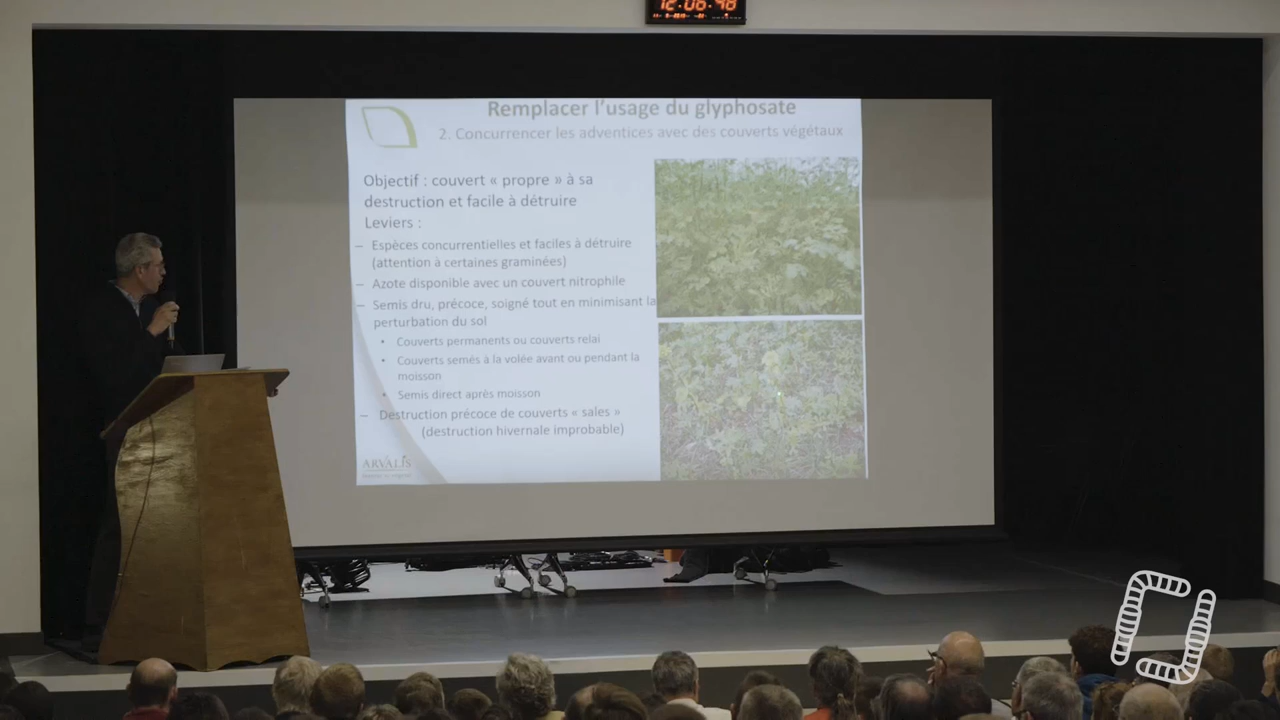 12:06:48
Remplacer l'usage du glyphosate
2. Concurrencer les adventices avec des couverts végétaux
Objectif : couvert « propre » à sa
destruction et facile à détruire
Leviers :
– Espèces concurrentielles et faciles à détruire
(attention à certaines graminées)
– Azote disponible avec un couvert nitrophile
– Semis dru, précoce, soigné tout en minimisant la
perturbation du sol
• Couverts permanents ou couverts relai
• Couverts semés à la volée avant ou pendant la
moisson
• Semis direct après moisson
– Destruction précoce de couverts « sales »
(destruction hivernale improbable)
ARVALIS